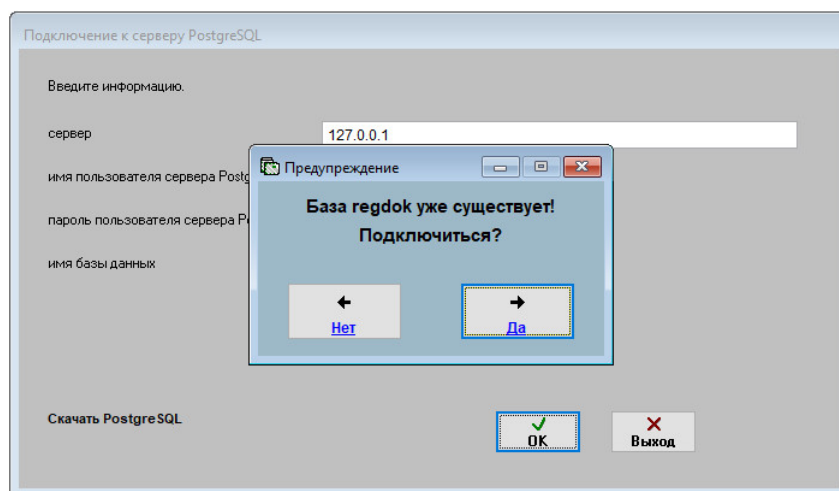 Подключение к серверу PostgreSQL
Введите информацию.
сервер
127.0.0.1
имя пользователя сервера
пароль пользователя сервера
имя базы данных
Предупреждение
База regdok уже существует!
Подключиться?
Нет
Да
Скачать PostgreSQL
OK
Выход